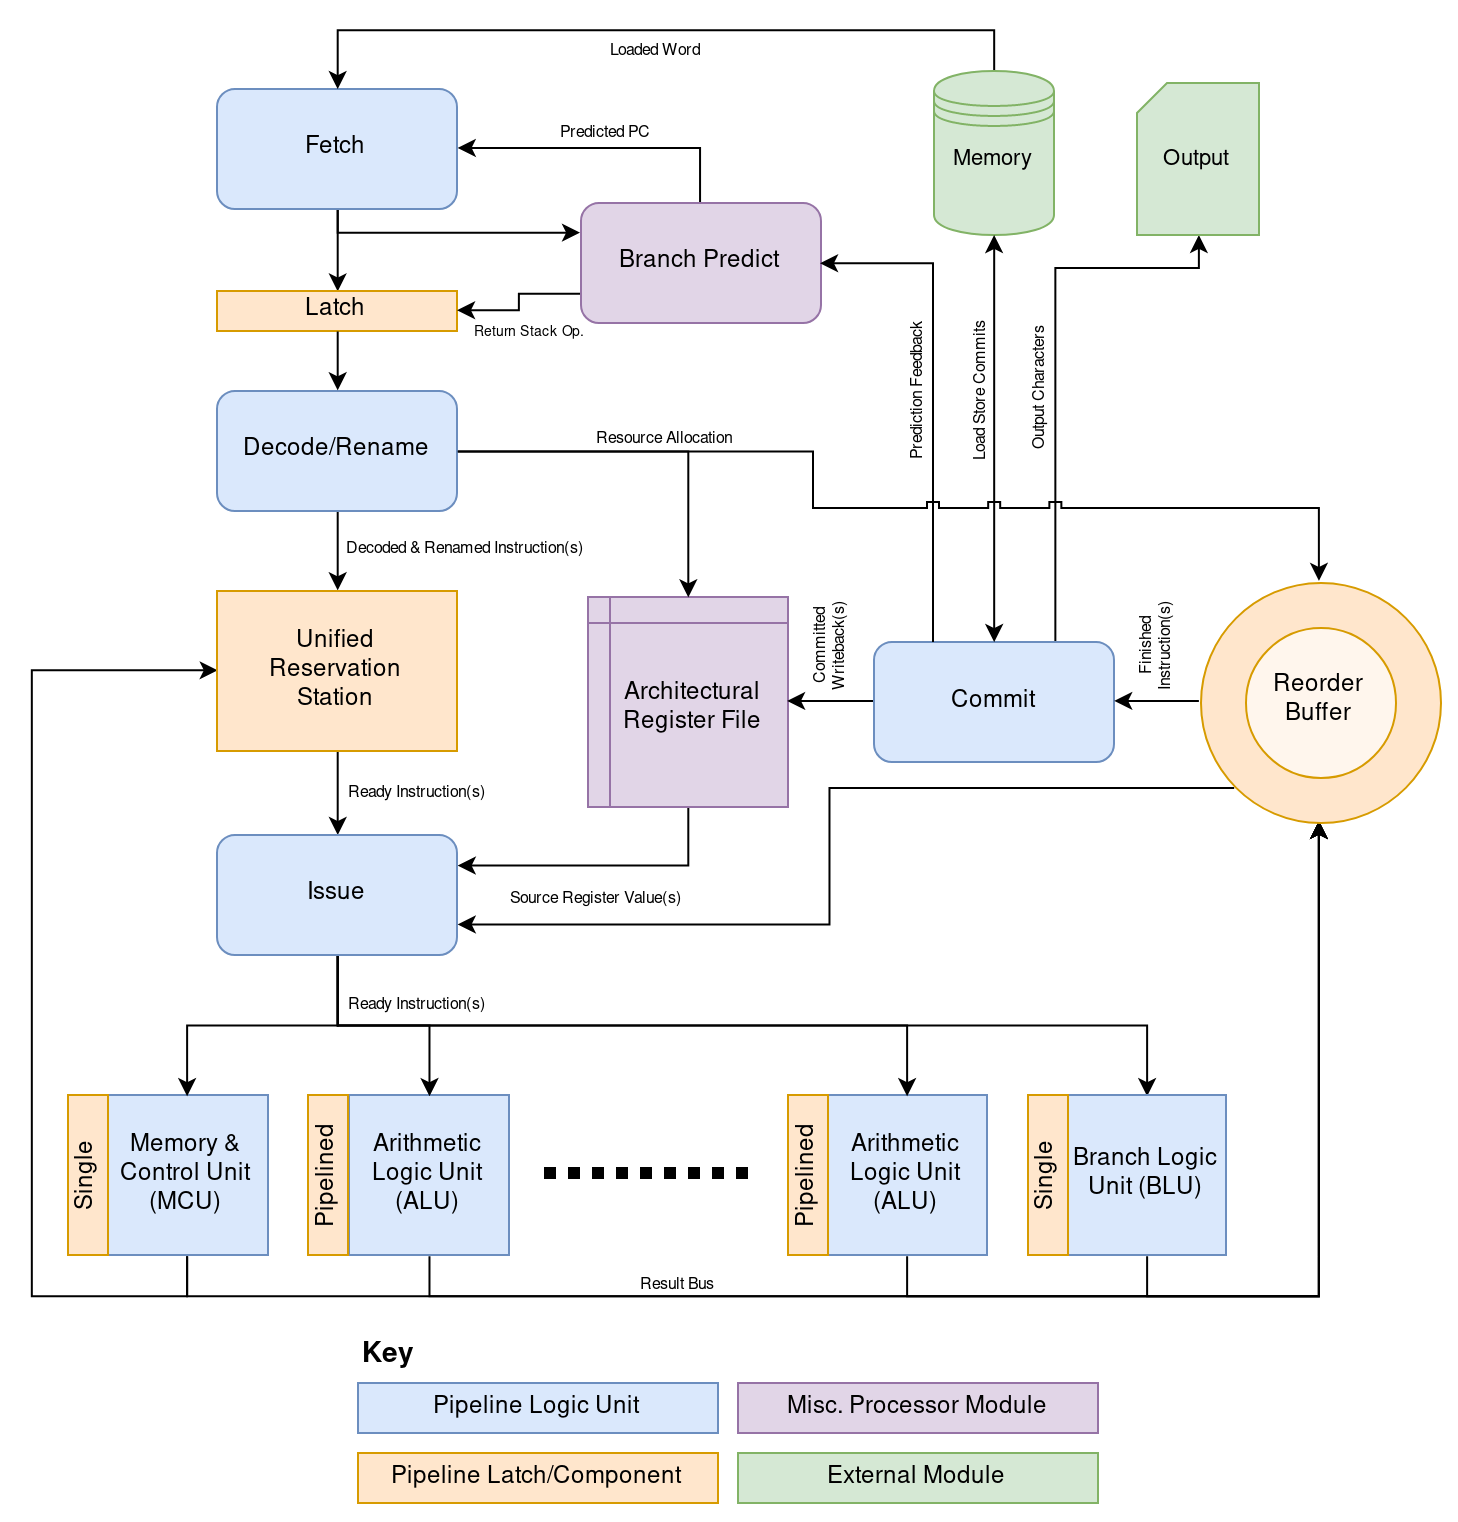 Loaded Word
Fetch
Predicted PC
Memory
Output
Branch Predict
Latch
Return Stack Op.
Prediction Feedback
Load Store Commits
Output Characters
Decode/Rename
Resource Allocation
Decoded & Renamed Instruction(s)
Unified
Reservation
Station
Architectural
Register File
Committed
Writeback(s)
Commit
Finished
Instruction(s)
Reorder
Buffer
Ready Instruction(s)
Issue
Source Register Value(s)
Ready Instruction(s)
Single
Memory &
Control Unit
(MCU)
Pipelined
Arithmetic
Logic Unit
(ALU)
Pipelined
Arithmetic
Logic Unit
(ALU)
Single
Branch Logic
Unit (BLU)
Result Bus
Key
Pipeline Logic Unit
Misc. Processor Module
Pipeline Latch/Component
External Module